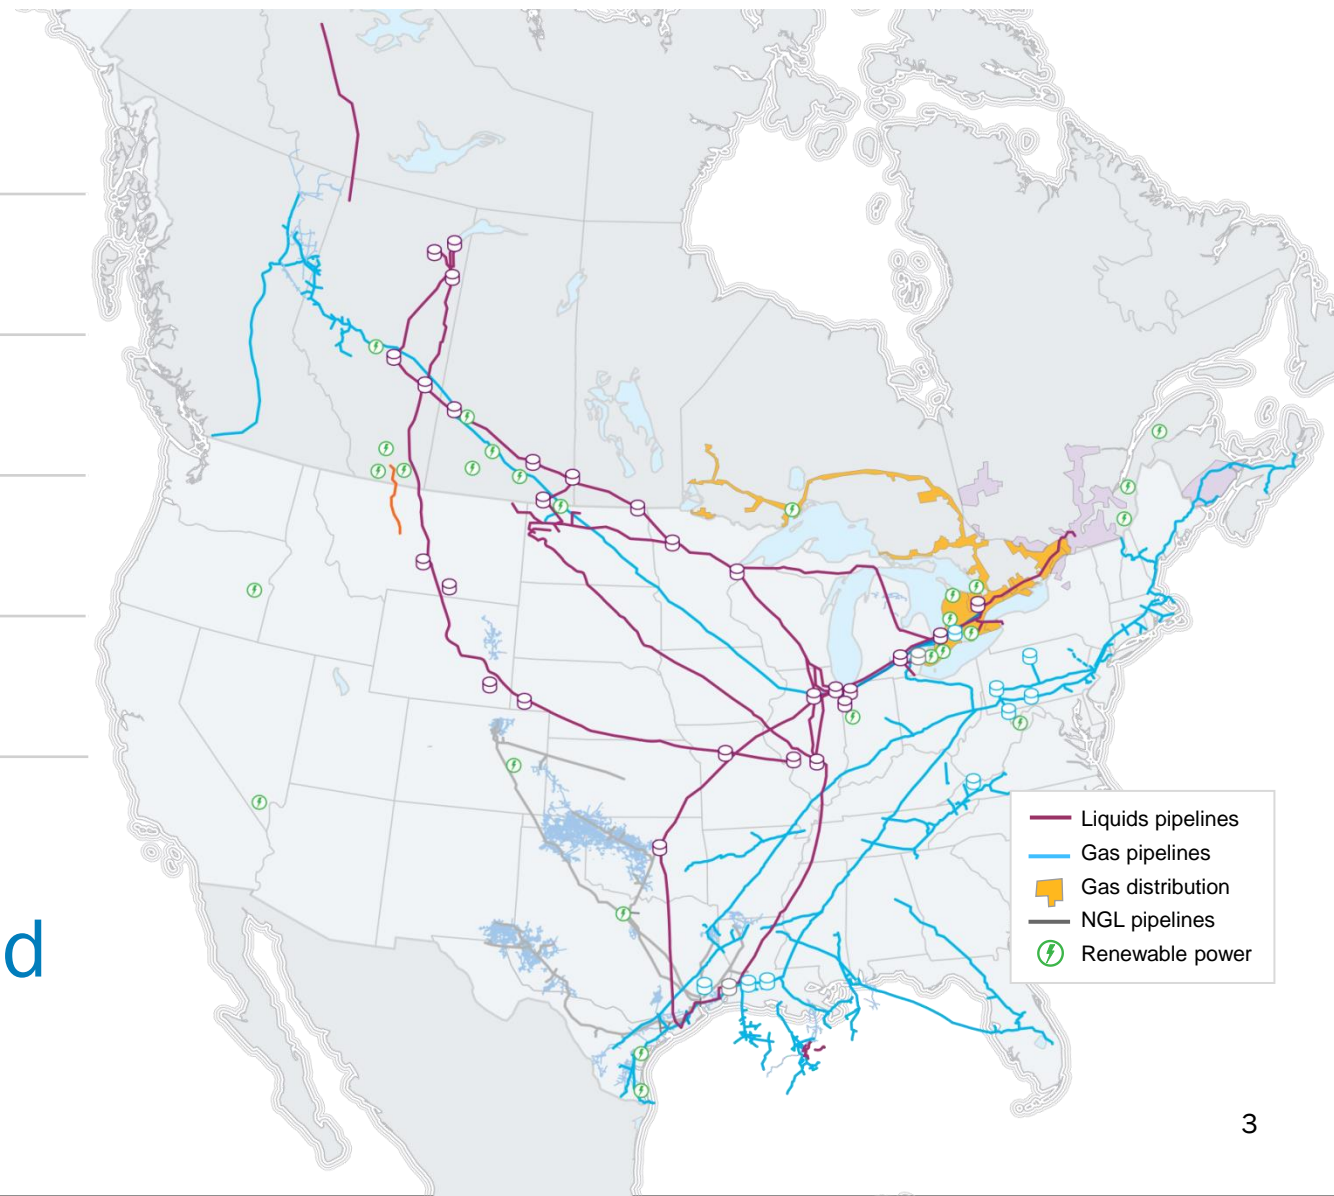 Liquids pipelines
Gas pipelines
Gas distribution
NGL pipelines
Renewable power
d
3